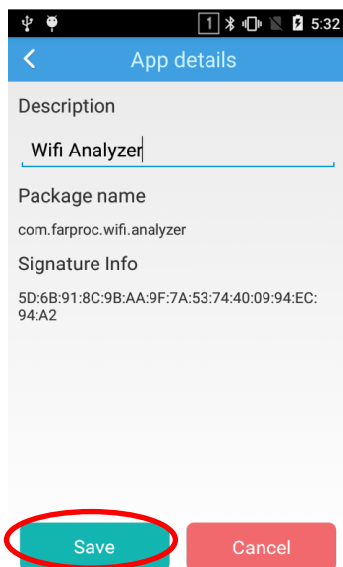 1 5:32
App details
Description
Wifi Analyzer
Package name
com.farproc.wifi.analyzer
Signature Info
5D:6B:91:8C:9B:AA:9F:7A:53:74:40:09:94:EC:
94:A2
Save Cancel